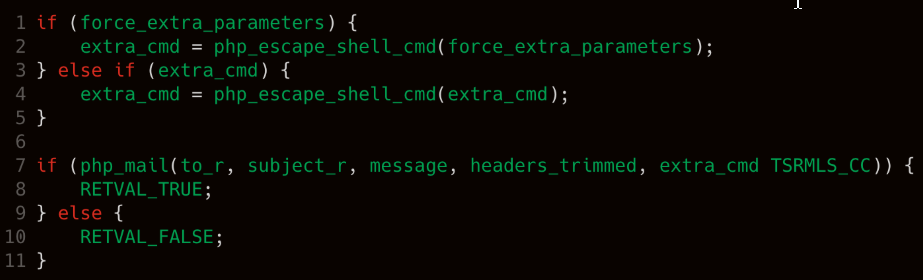 1 if (force_extra_parameters) {
2     extra_cmd = php_escape_shell_cmd(force_extra_parameters);
3 } else if (extra_cmd) {
4     extra_cmd = php_escape_shell_cmd(extra_cmd);
5 }
6
7 if (php_mail(to_r, subject_r, message, headers_trimmed, extra_cmd TSRMLS_CC)) {
8     RETVAL_TRUE;
9 } else {
10     RETVAL_FALSE;
11 }